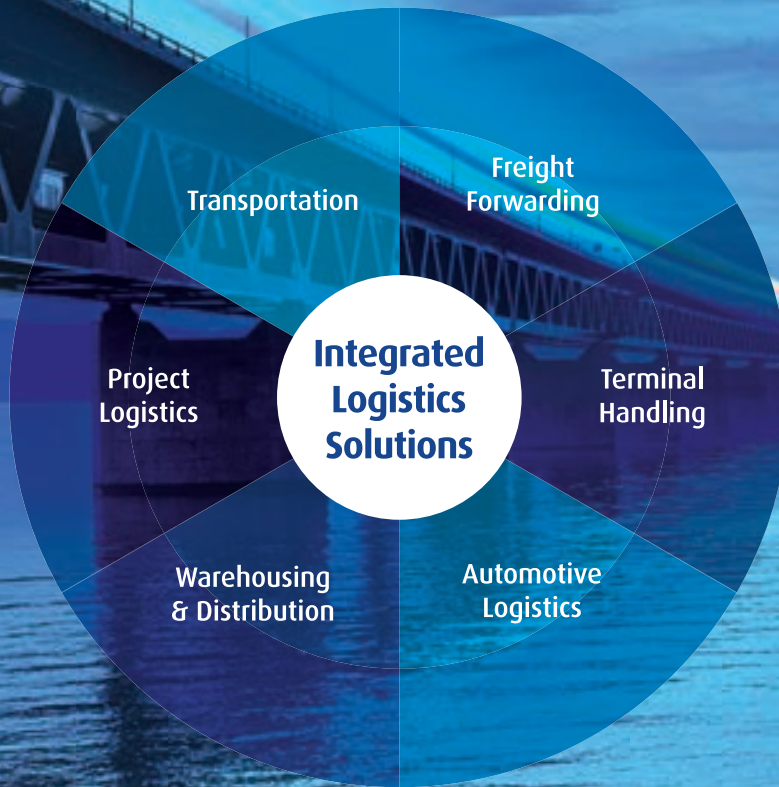 Transportation
Freight
Forwarding
Integrated
Logistics
Solutions
Project
Logistics
Terminal
Handling
Warehousing
& Distribution
Automotive
Logistics